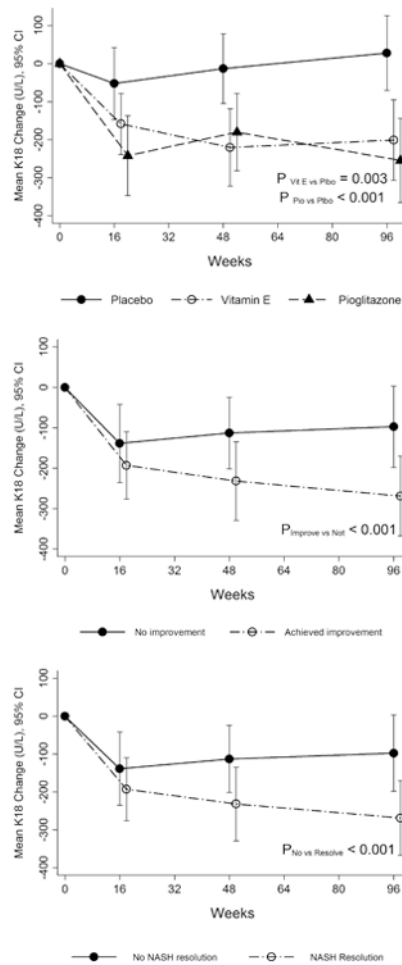 Mean K18 Change (U/L), 95% CI
100
0
-100
-200
-300
-400
P Vit E vs Plbo = 0.003
P Pio vs Plbo < 0.001
0 16 32 48 64 80 96
Weeks
Placebo Vitamin E Pioglitazone
Mean K18 Change (U/L), 95% CI
100
0
-100
-200
-300
-400
P Improve vs Not < 0.001
0 16 32 48 64 80 96
Weeks
No improvement Achieved improvement
Mean K18 Change (U/L), 95% CI
100
0
-100
-200
-300
-400
P No vs Resolve < 0.001
0 16 32 48 64 80 96
Weeks
No NASH resolution NASH Resolution